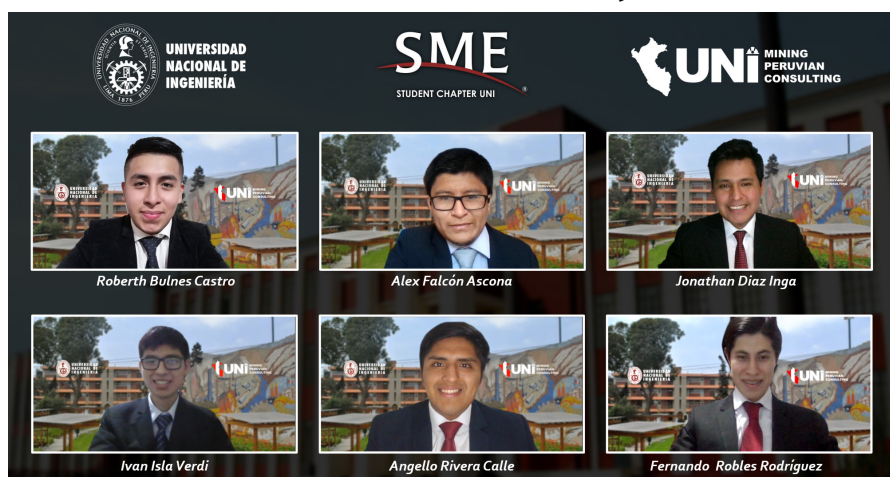 UNIVERSIDAD
NACIONAL DE
INGENIERÍA
SME
STUDENT CHAPTER UNI
UNI
MINING
PERUVIAN
CONSULTING
Roberth Bulnes Castro
Alex Falcón Ascona
Jonathan Diaz Inga
Ivan Isla Verdi
Angello Rivera Calle
Fernando Robles Rodríguez